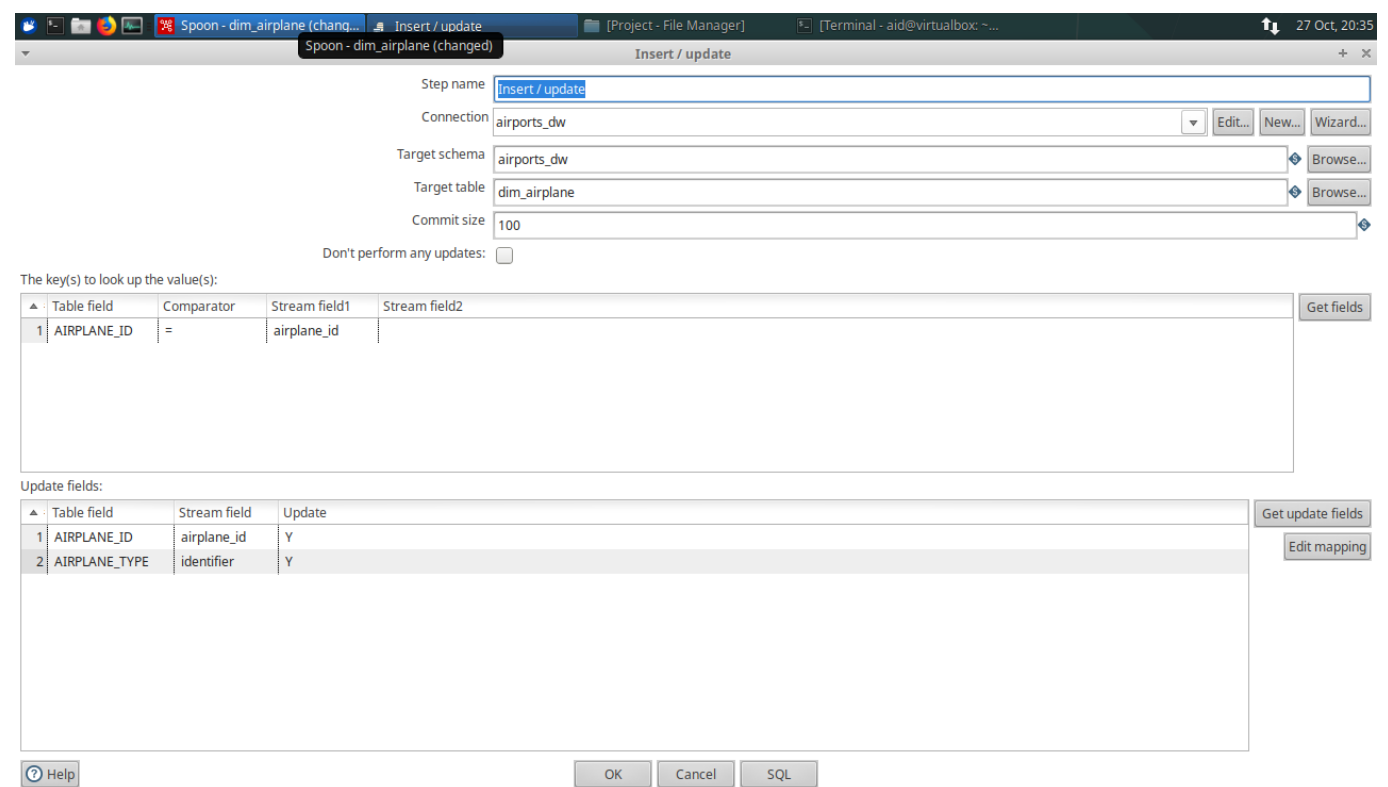 Spoon - dim_airplane (chang...
Insert / update
[Project - File Manager]
[Terminal - aid@virtualbox: ~...
27 Oct, 20:35
Spoon - dim_airplane (changed)
Insert / update
Step name Insert / update
Connection airports_dw Edit... New... Wizard...
Target schema airports_dw Browse...
Target table dim_airplane Browse...
Commit size 100
Don't perform any updates:
The key(s) to look up the value(s):
Table field Comparator Stream field1 Stream field2 Get fields
1 AIRPLANE_ID = airplane_id
Update fields:
Table field Stream field Update Get update fields
1 AIRPLANE_ID airplane_id Y
Edit mapping
2 AIRPLANE_TYPE identifier Y
Help OK Cancel SQL